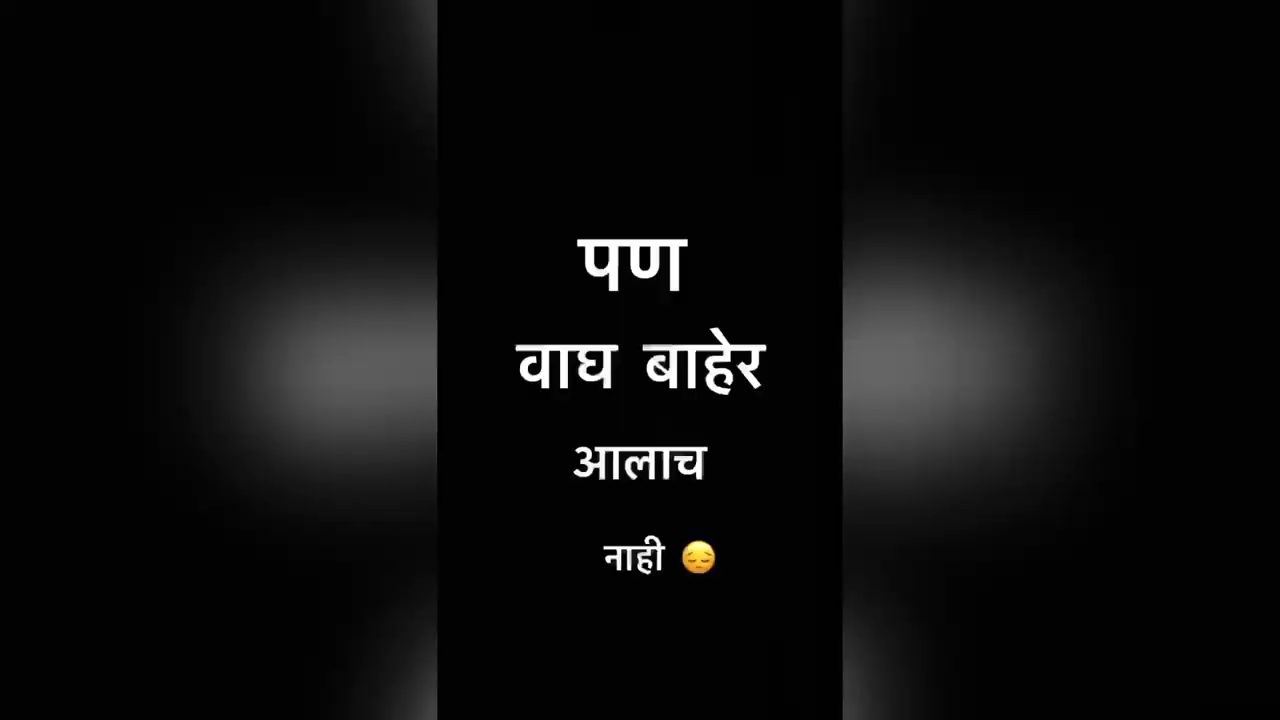 पण
वाघ बाहेर
आलाच
नाही 😔